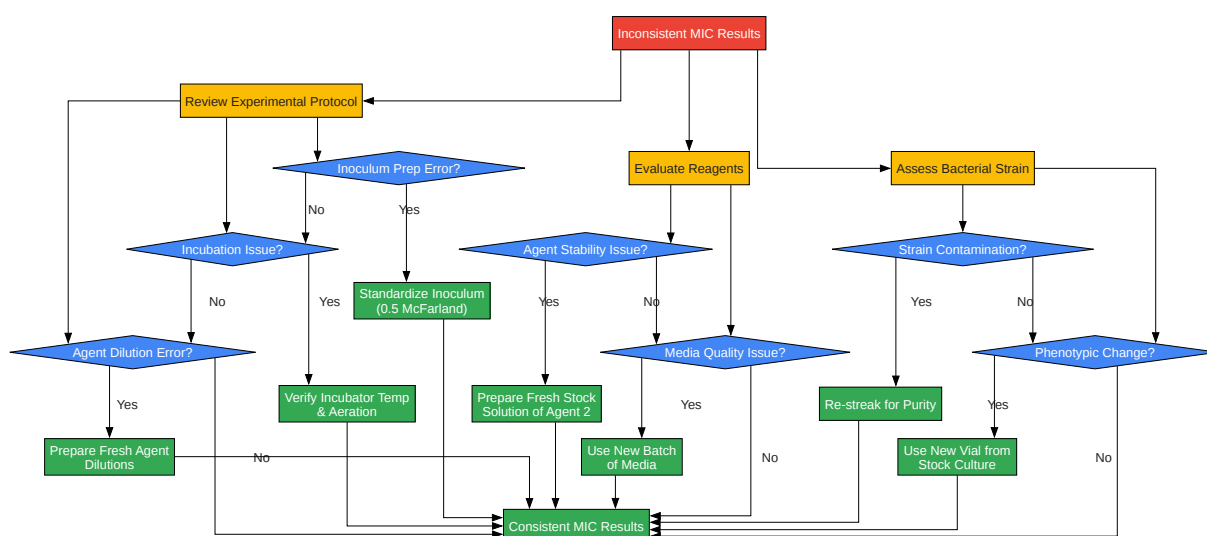 Inconsistent MIC Results
Review Experimental Protocol
Inoculum Prep Error?
Evaluate Reagents
Assess Bacterial Strain
No
Yes
Incubation Issue?
Agent Stability Issue?
Strain Contamination?
No
Yes
Standardize Inoculum
(0.5 McFarland)
Yes
No
Yes
No
Agent Dilution Error?
Media Quality Issue?
Phenotypic Change?
Yes
Verify Incubator Temp
& Aeration
Prepare Fresh Stock
Solution of Agent 2
Yes
Re-streak for Purity
Yes
Prepare Fresh Agent
Dilutions
No
Use New Batch
of Media
No
Use New Vial from
Stock Culture
No
Consistent MIC Results